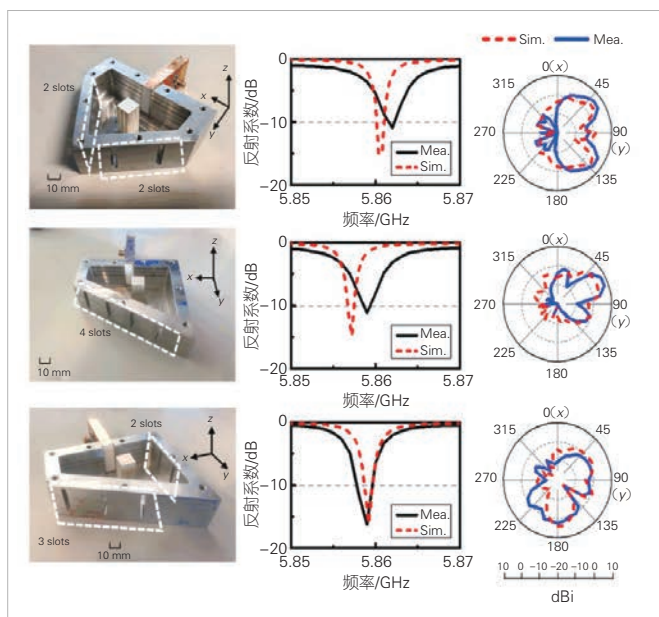 Sim. Mea.
2 slots
2 slots
10 mm
z
x
y
0
−10
−20
反射系数/dB
Mea.
Sim.
5.85 5.86 5.87
频率/GHz
0(x)
45
90
(y)
135
180
225
270
315
4 slots
10 mm
z
x
y
0
−10
−20
反射系数/dB
Mea.
Sim.
5.85 5.86 5.87
频率/GHz
0(x)
45
90
(y)
135
180
225
270
315
2 slots
3 slots
10 mm
z
x
y
0
−10
−20
反射系数/dB
Mea.
Sim.
5.85 5.86 5.87
频率/GHz
0(x)
45
90
(y)
135
180
225
270
315
10 0 −10 −20 −10 0 10
dBi